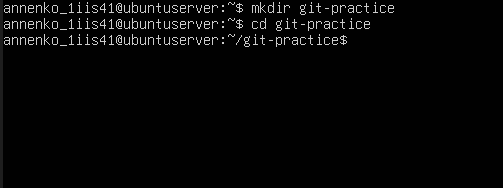 annenko_1iis41@ubuntuserver:~$ mkdir git-practice
annenko_1iis41@ubuntuserver:~$ cd git-practice
annenko_1iis41@ubuntuserver:~/git-practice$